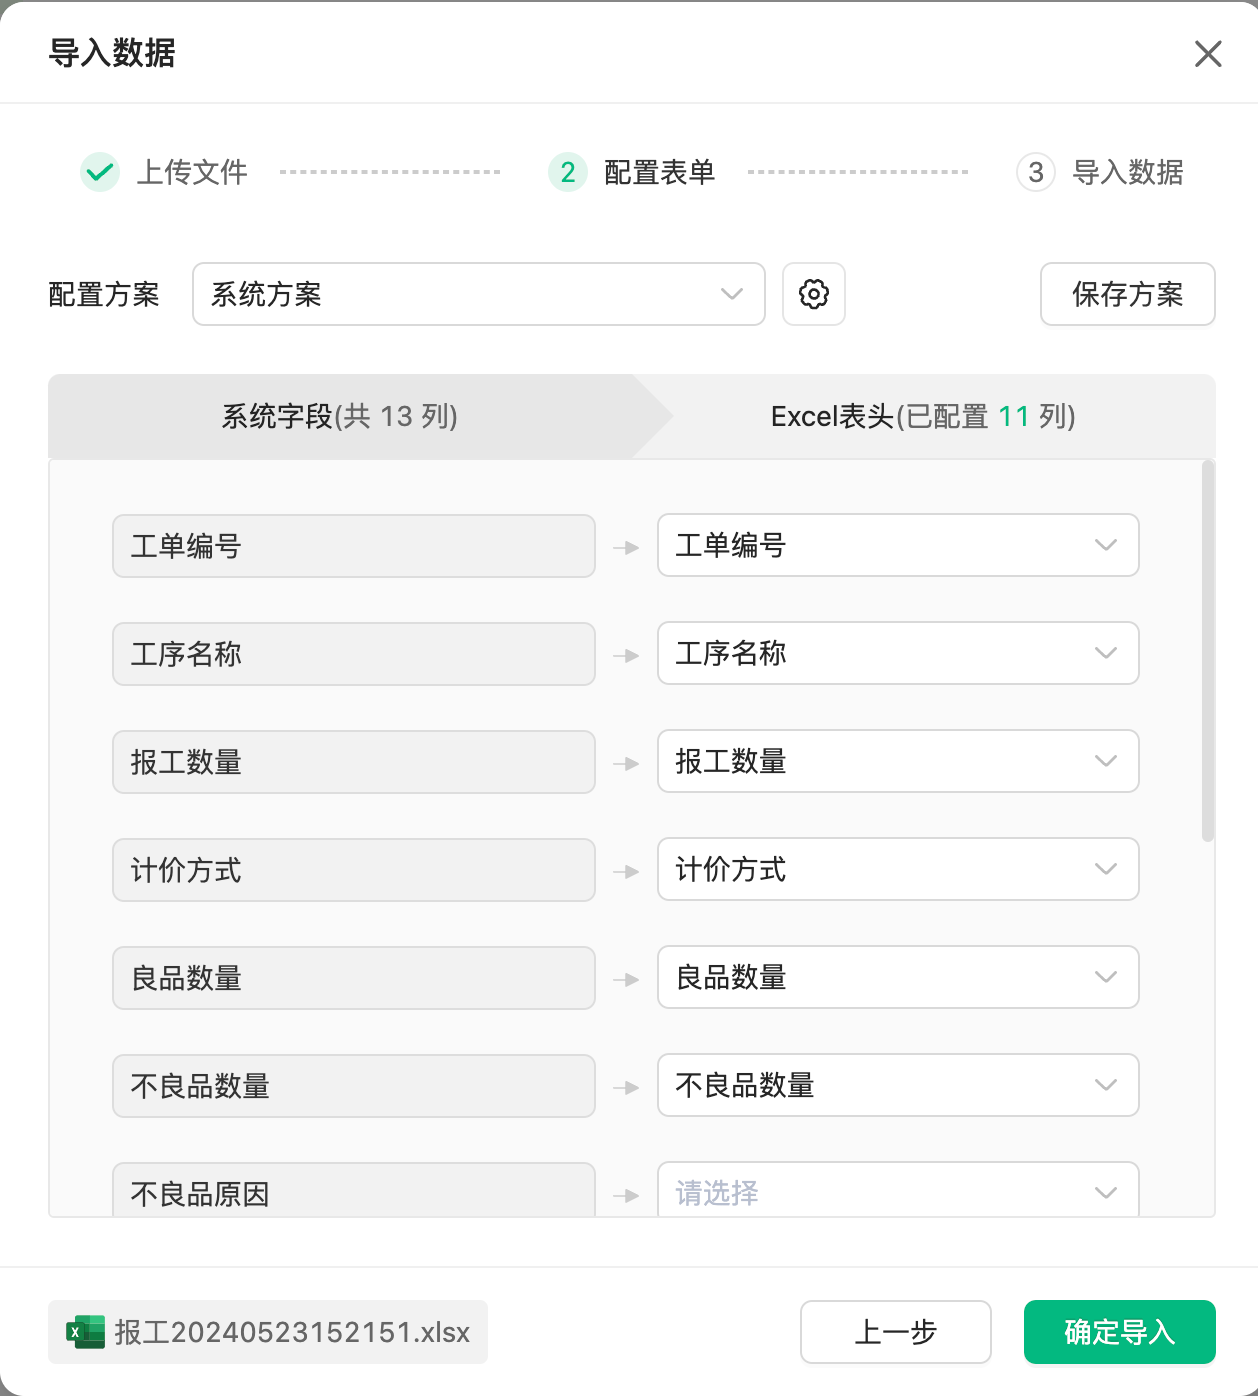 导入数据
上传文件
2 配置表单
3 导入数据
配置方案 系统方案 保存方案
系统字段(共 13 列) Excel表头(已配置 11 列)
工单编号 工单编号
工序名称 工序名称
报工数量 报工数量
计价方式 计价方式
良品数量 良品数量
不良品数量 不良品数量
不良品原因 请选择
报工20240523152151.xlsx 上一步 确定导入